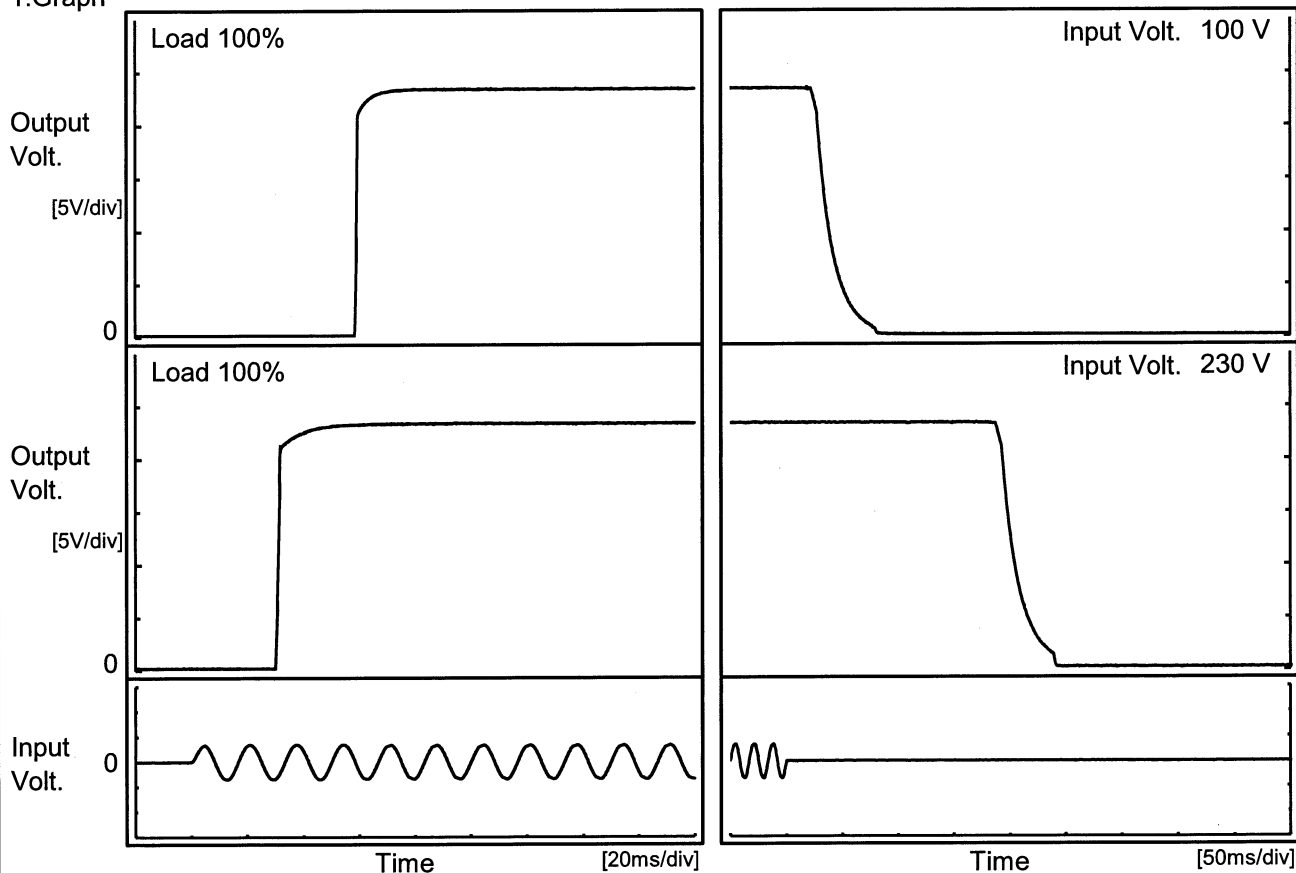 1.Graph
Load 100%
Input Volt. 100 V
Output
Volt.
[5V/div]
0
Load 100%
Input Volt. 230 V
Output
Volt.
[5V/div]
0
Input
Volt.
0
Time
[20ms/div]
Time
[50ms/div]